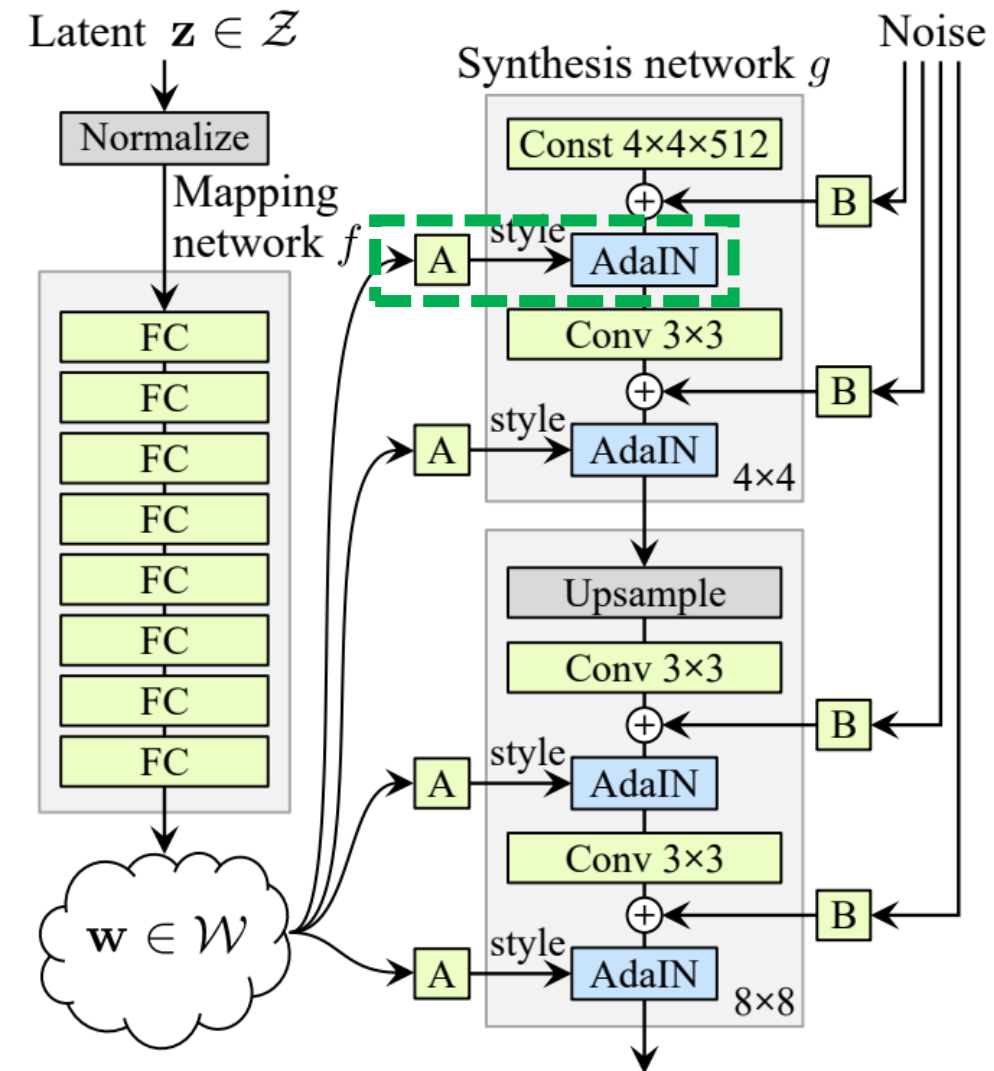 Latent z ∈ 𝒵
Noise
Synthesis network g
Normalize
Const 4×4×512
Mapping
network f
B
style
A
AdaIN
FC
FC
FC
FC
FC
FC
FC
FC
Conv 3×3
B
style
A
AdaIN
4×4
Upsample
Conv 3×3
B
style
A
AdaIN
Conv 3×3
B
w ∈ 𝒲
style
A
AdaIN
8×8